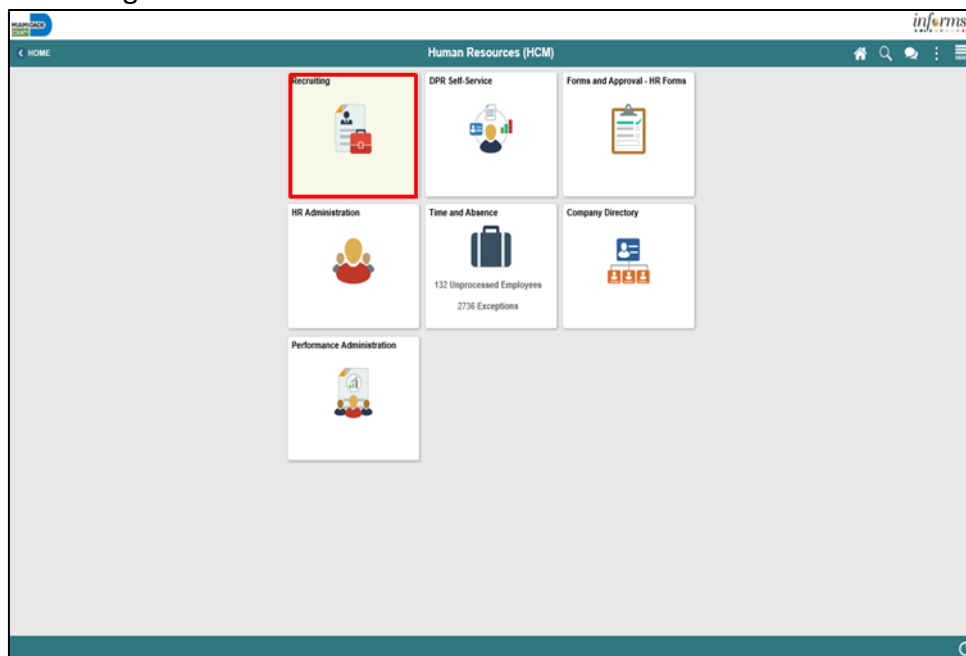 MIAMI-DADE
COUNTY
informs
HOME
Human Resources (HCM)
Recruiting
DPR Self-Service
Forms and Approval - HR Forms
HR Administration
Time and Absence
132 Unprocessed Employees
2736 Exceptions
Company Directory
Performance Administration